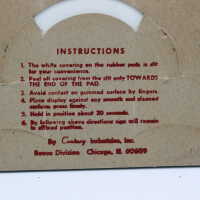 INSTRUCTIONS
1. The white covering on the rubber pads is slit
for your convenience.
2. Peel off covering from the slit only TOWARDS
THE END OF THE PAD.
3. Avoid contact on gummed surface by fingers.
4. Place display against any smooth and cleaned
surface, press firmly.
5. Hold in position about 20 seconds.
6. By following above directions sign will remain
in affixed position.
By Century Industries, Inc.
Revox Division Chicago, Ill. 60609